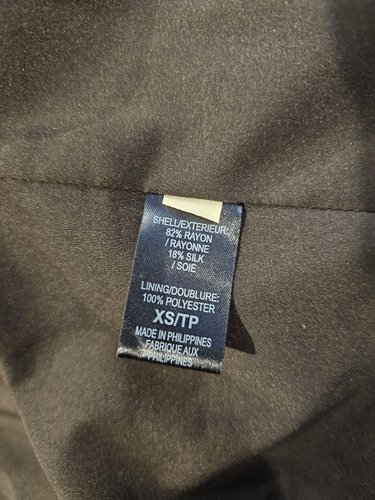 SHELL/EXTERIEUR:
82% RAYON
/ RAYONNE
18% SILK
/ SOIE
LINING/DOUBLURE:
100% POLYESTER
XS/TP
MADE IN PHILIPPINES
FABRIQUE AUX
PHILIPPINES